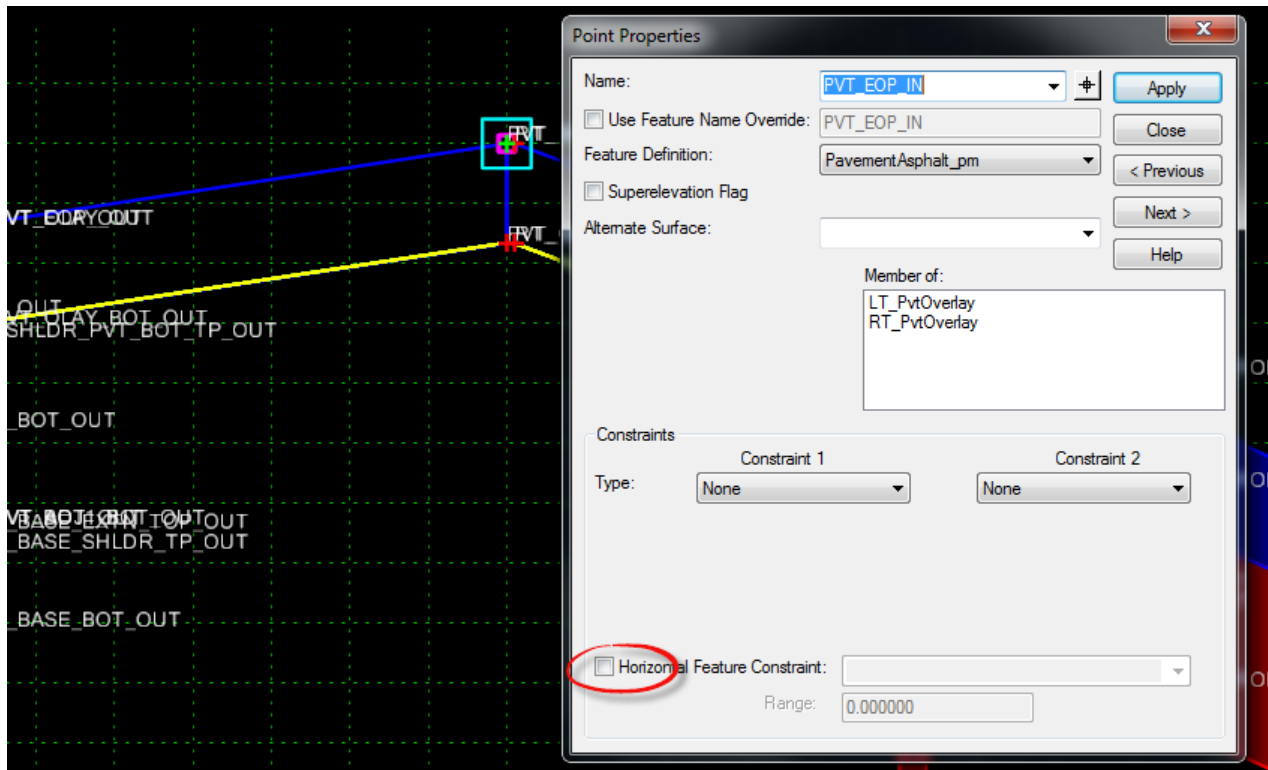 Point Properties
Name:
PVT_EOP_IN
Apply
Use Feature Name Override:
PVT_EOP_IN
Close
Feature Definition:
PavementAsphalt_pm
< Previous
Superelevation Flag
Next >
Alternate Surface:
Help
Member of:
LT_PvtOverlay
RT_PvtOverlay
Constraints
Constraint 1
Constraint 2
Type:
None
None
Horizontal Feature Constraint:
Range:
0.000000
_OUT
SHLDR_PVT_BOT_TP_OUT
_BOT_OUT
BASE_SHLDR_TP_OUT
_BASE_BOT_OUT